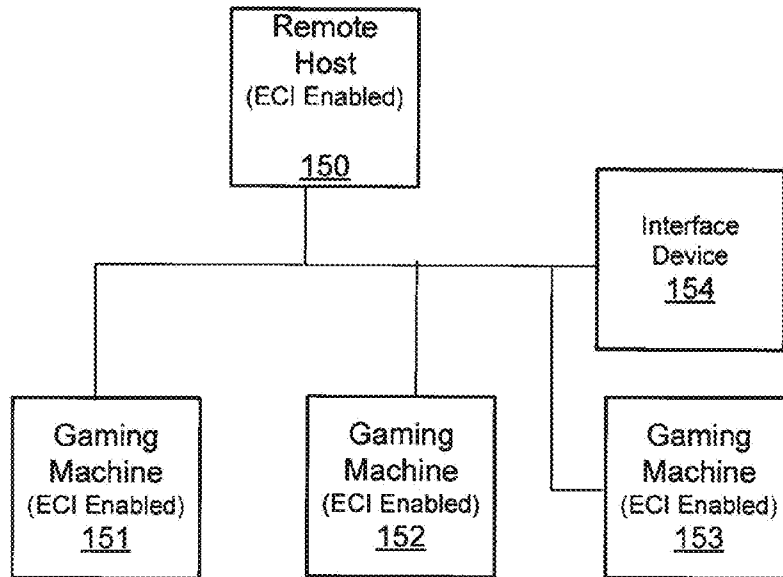 Remote
Host
(ECI Enabled)
150
Interface
Device
154
Gaming
Machine
(ECI Enabled)
151
Gaming
Machine
(ECI Enabled)
152
Gaming
Machine
(ECI Enabled)
153